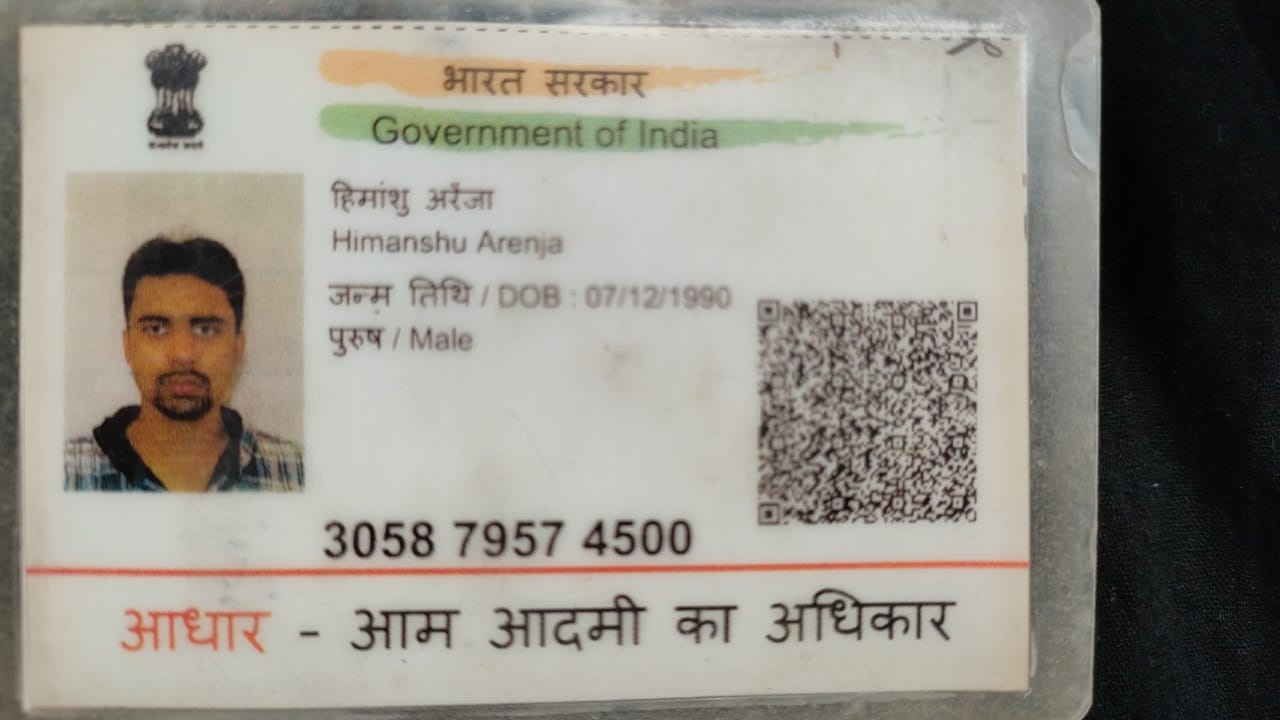 भारत सरकार
Government of India
हिमांशु अरेंजा
Himanshu Arenja
जन्म तिथि / DOB : 07/12/1990
पुरुष / Male
3058 7957 4500
आधार - आम आदमी का अधिकार